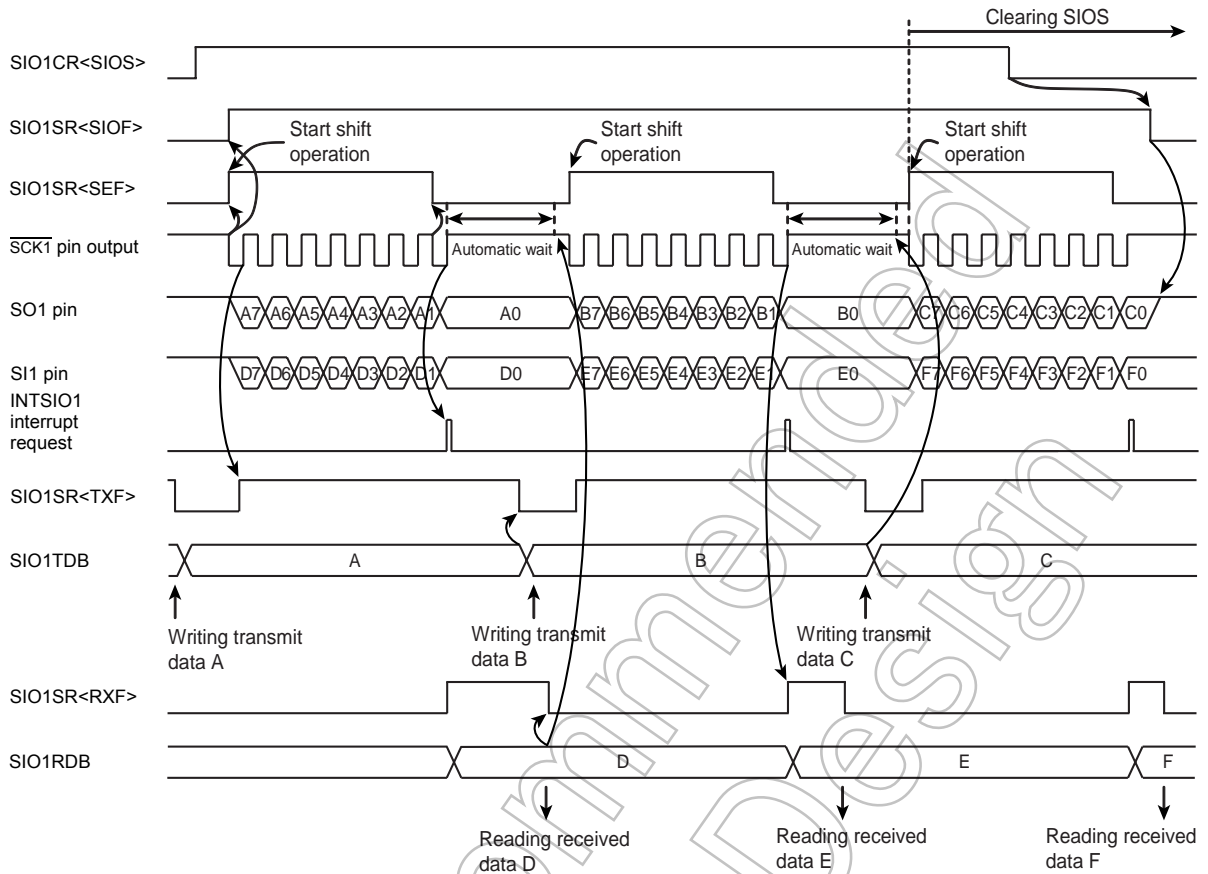 Clearing SIOS
SIO1CR<SIOS>
SIO1SR<SIOF>
Start shift
operation
Start shift
operation
Start shift
operation
SIO1SR<SEF>
SCK1 pin output
Automatic wait
Automatic wait
SO1 pin
A7 A6 A5 A4 A3 A2 A1 A0 B7 B6 B5 B4 B3 B2 B1 B0 C7 C6 C5 C4 C3 C2 C1 C0
SI1 pin
D7 D6 D5 D4 D3 D2 D1 D0 E7 E6 E5 E4 E3 E2 E1 E0 F7 F6 F5 F4 F3 F2 F1 F0
INTSIO1
interrupt
request
SIO1SR<TXF>
SIO1TDB
A B C
Writing transmit
data A
Writing transmit
data B
Writing transmit
data C
SIO1SR<RXF>
SIO1RDB
D E F
Reading received
data D
Reading received
data E
Reading received
data F
ommended
Design